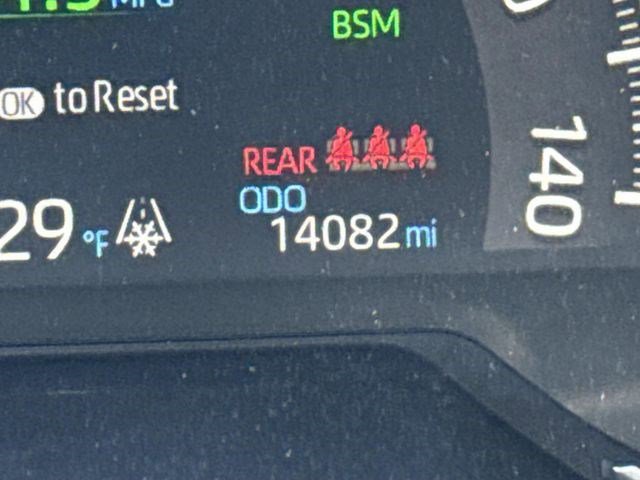 BSM
OK to Reset
REAR
ODO
29 °F
14082 mi
140